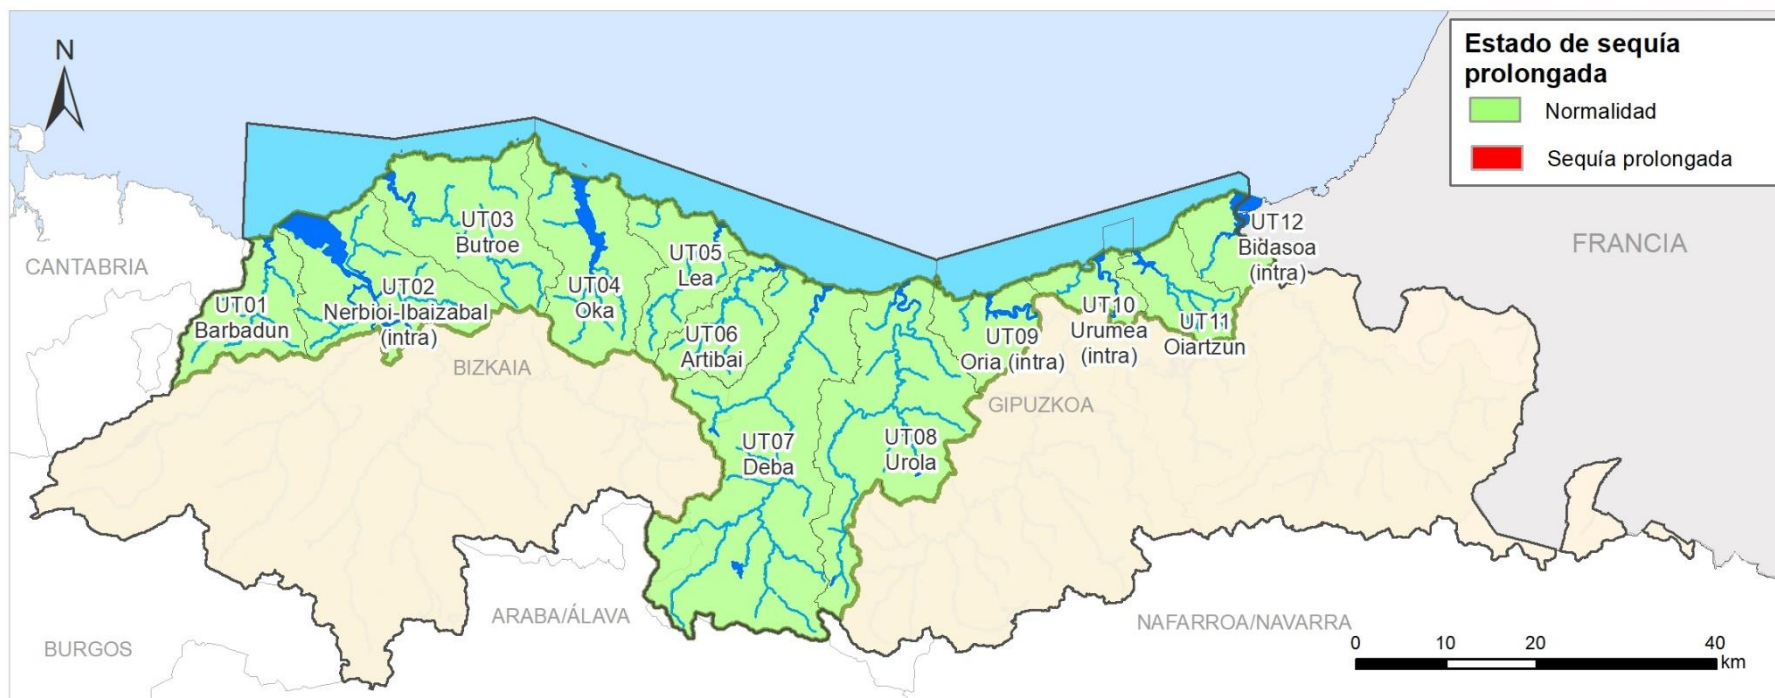 N
Estado de sequía
prolongada
Normalidad
Sequía prolongada
FRANCIA
CANTABRIA
UT01
Barbadun
UT02
Nerbioi-Ibaizabal
(intra)
UT03
Butroe
UT04
Oka
UT05
Lea
UT06
Artibai
UT07
Deba
UT08
Urola
UT09
Oria (intra)
UT10
Urumea
(intra)
UT11
Oiartzun
UT12
Bidasoa
(intra)
BIZKAIA
GIPUZKOA
ARABA/ÁLAVA
NAFARROA/NAVARRA
BURGOS
0 10 20 40
km